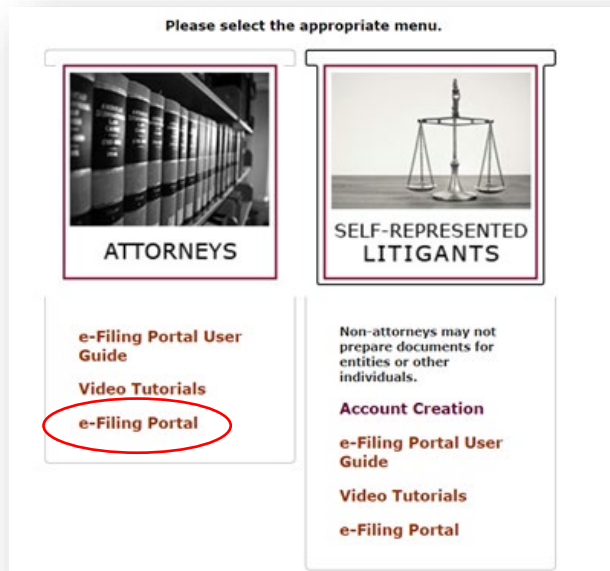 Please select the appropriate menu.
ATTORNEYS
e-Filing Portal User
Guide
Video Tutorials
e-Filing Portal
SELF-REPRESENTED
LITIGANTS
Non-attorneys may not
prepare documents for
entities or other
individuals.
Account Creation
e-Filing Portal User
Guide
Video Tutorials
e-Filing Portal